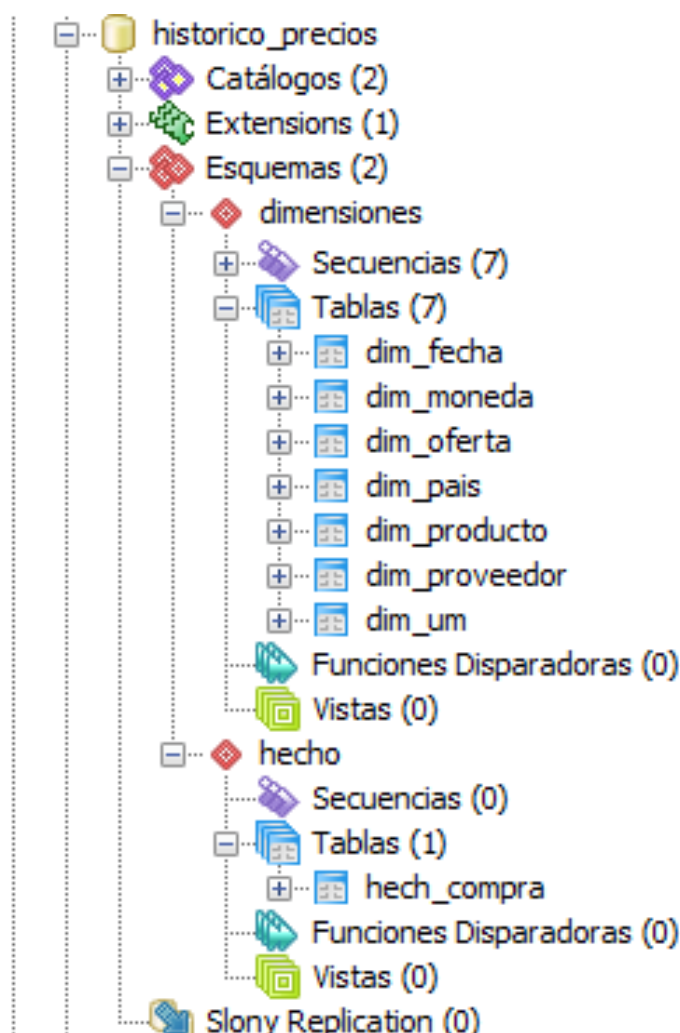 historico_precios
Catálogos (2)
Extensions (1)
Esquemas (2)
dimensiones
Secuencias (7)
Tablas (7)
dim_fecha
dim_moneda
dim_oferta
dim_pais
dim_producto
dim_proveedor
dim_um
Funciones Disparadoras (0)
Vistas (0)
hecho
Secuencias (0)
Tablas (1)
hech_compra
Funciones Disparadoras (0)
Vistas (0)
Slony Replication (0)